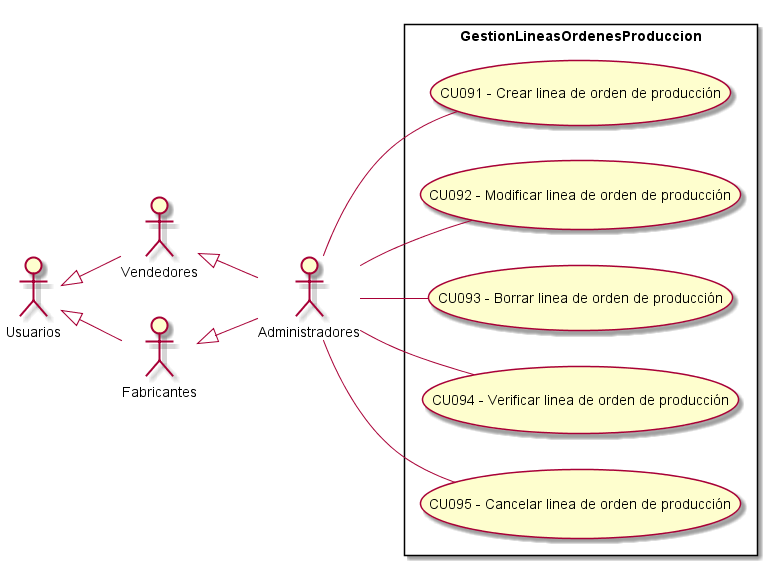 GestionLineasOrdenesProduccion
CU091 - Crear linea de orden de producción
CU092 - Modificar linea de orden de producción
Vendedores
CU093 - Borrar linea de orden de producción
Usuarios
Administradores
Fabricantes
CU094 - Verificar linea de orden de producción
CU095 - Cancelar linea de orden de producción